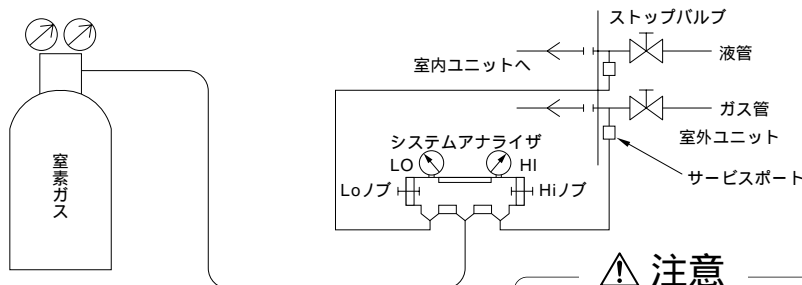 ストップバルブ
室内ユニットへ
液管
ガス管
システムアナライザ
室外ユニット
LO
HI
サービスポート
Loノブ
Hiノブ
窒素ガス
注意